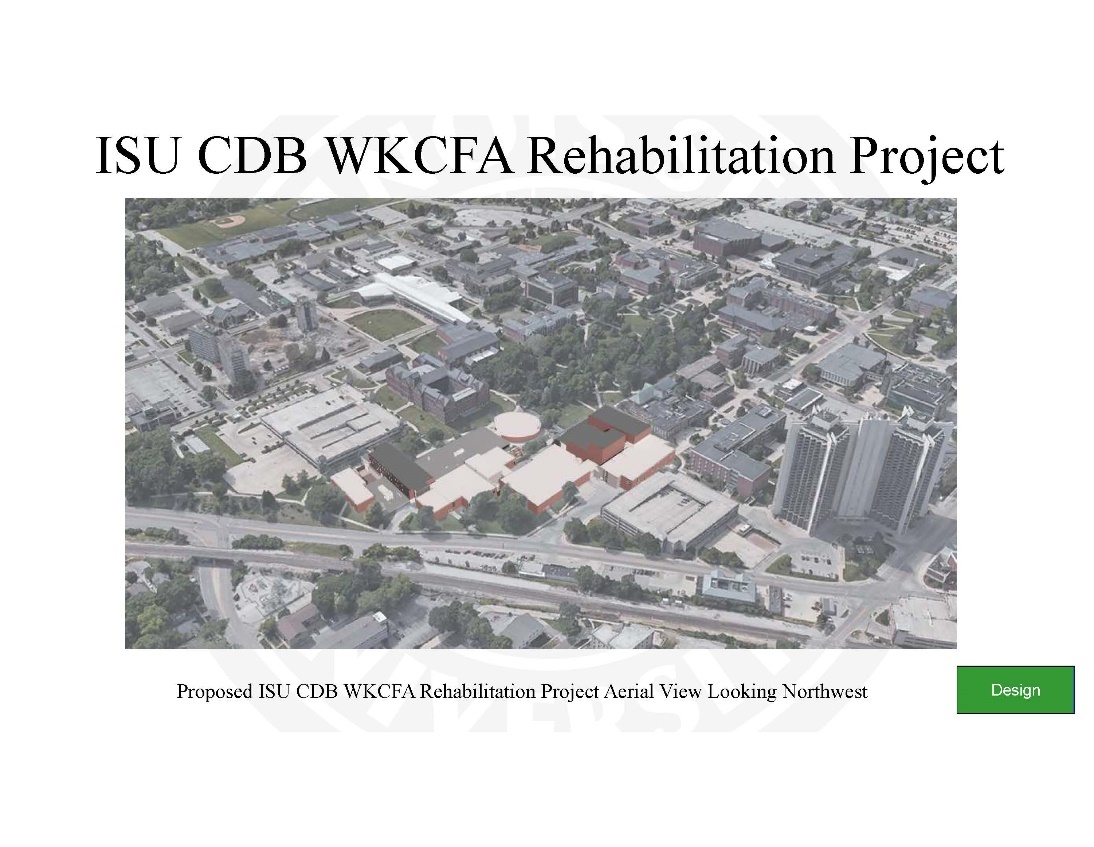 ISU CDB WKCFA Rehabilitation Project
Proposed ISU CDB WKCFA Rehabilitation Project Aerial View Looking Northwest
Design